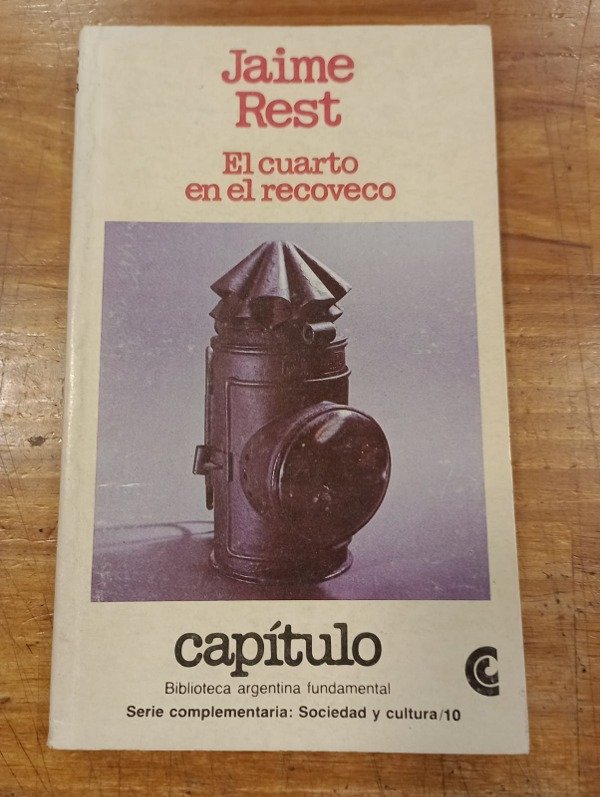 Jaime
Rest
El cuarto
en el recoveco
capítulo
Biblioteca argentina fundamental
Serie complementaria: Sociedad y cultura/10